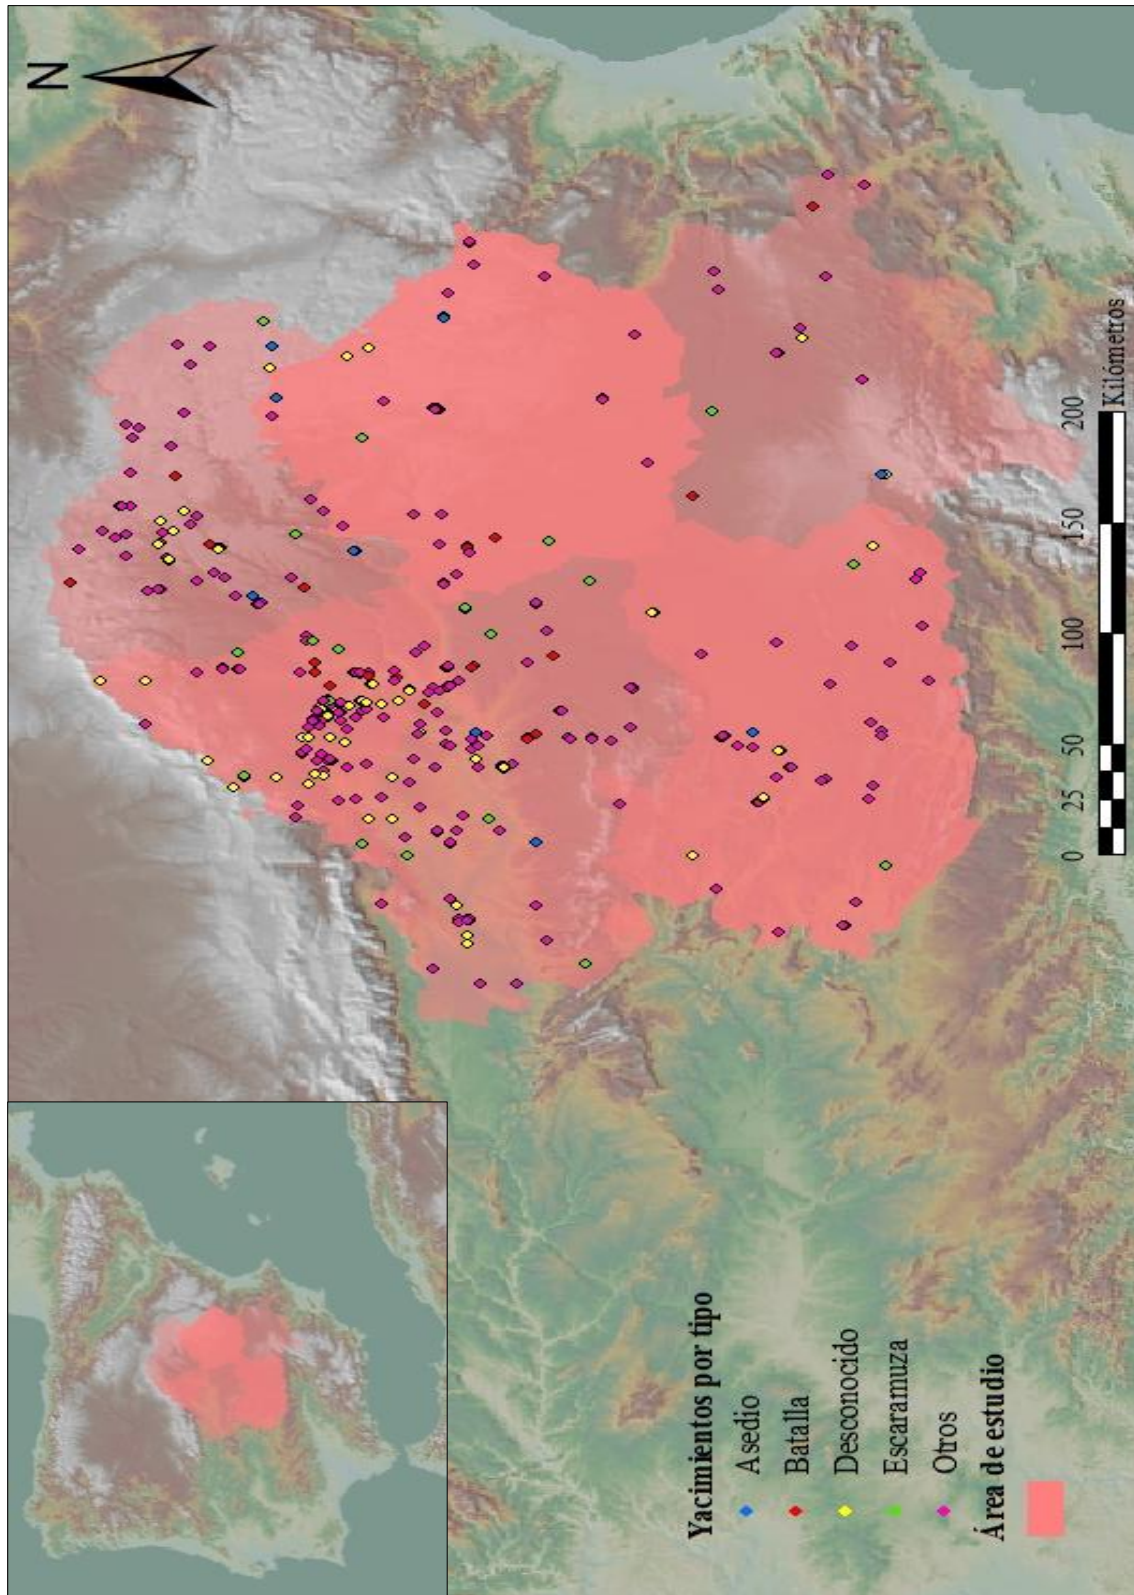 N
Yacimientos por tipo
Asedio
Batalla
Desconocido
Escaramuza
Otros
Área de estudio
0 25 50 100 150 200
Kilómetros